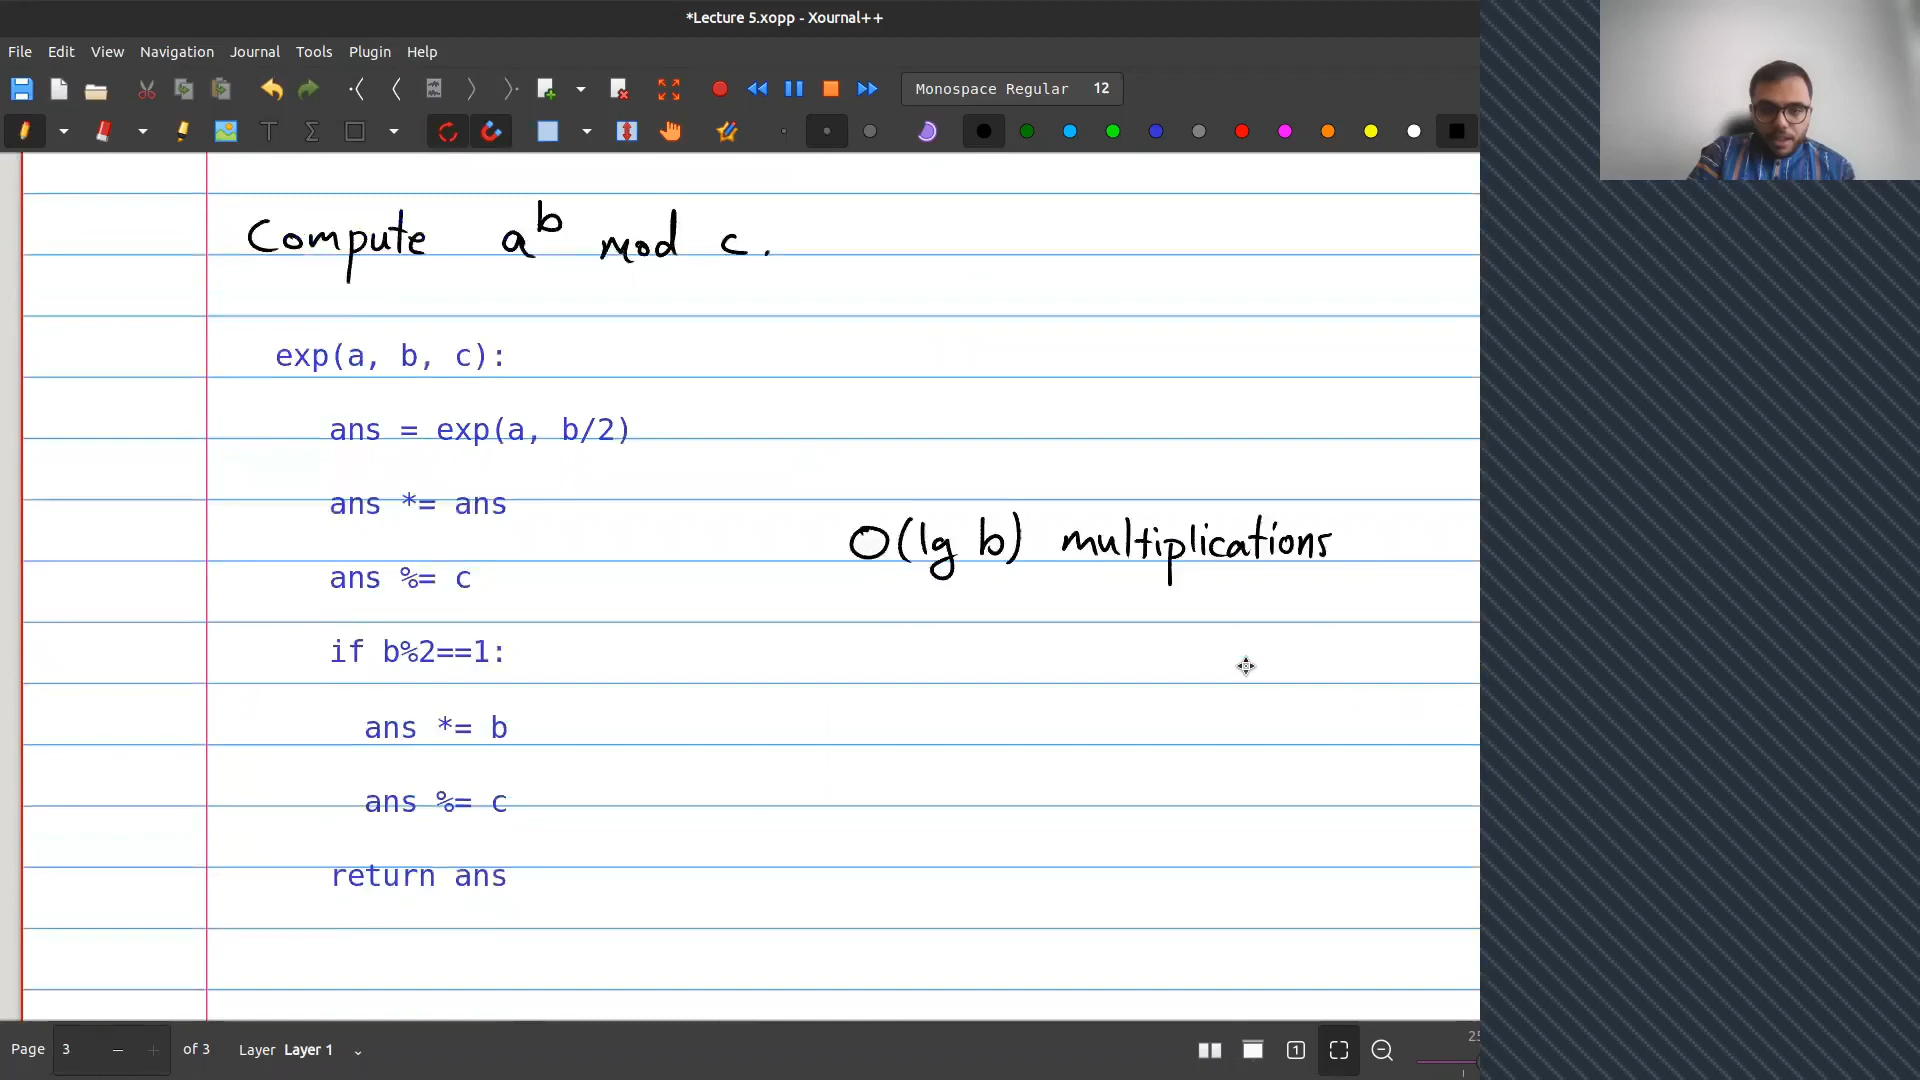 *Lecture 5.xopp - Xournal++
File Edit View Navigation Journal Tools Plugin Help
Monospace Regular 12
Compute a^b mod c.
exp(a, b, c):
ans = exp(a, b/2)
ans *= ans
O(lg b) multiplications
ans %= c
if b%2==1:
ans *= b
ans %= c
return ans
Page 3 of 3 Layer Layer 1
1